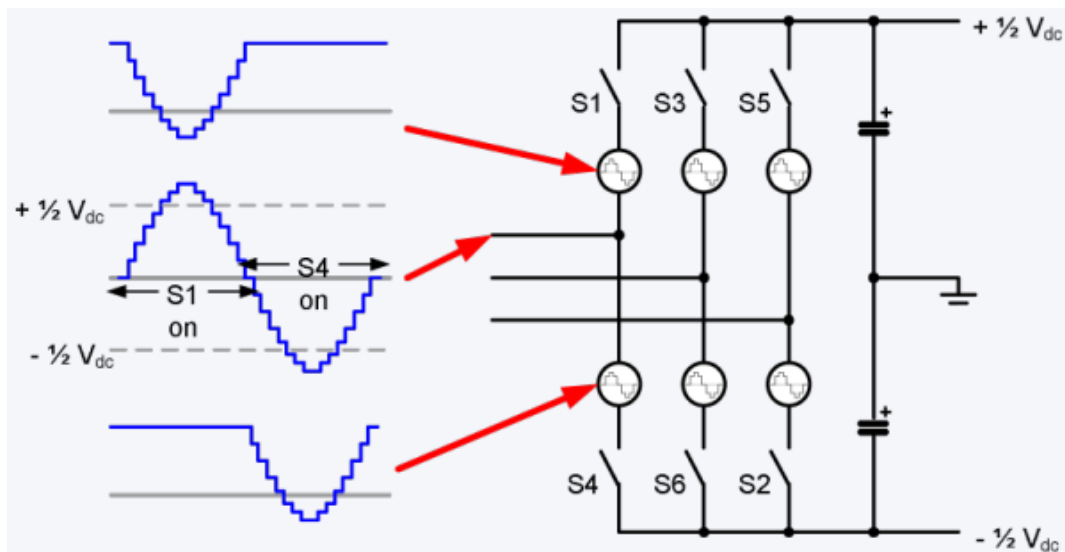 + ½ Vdc
S1
S3
S5
+
+ ½ Vdc
S4
on
S1
on
- ½ Vdc
+
S4
S6
S2
- ½ Vdc